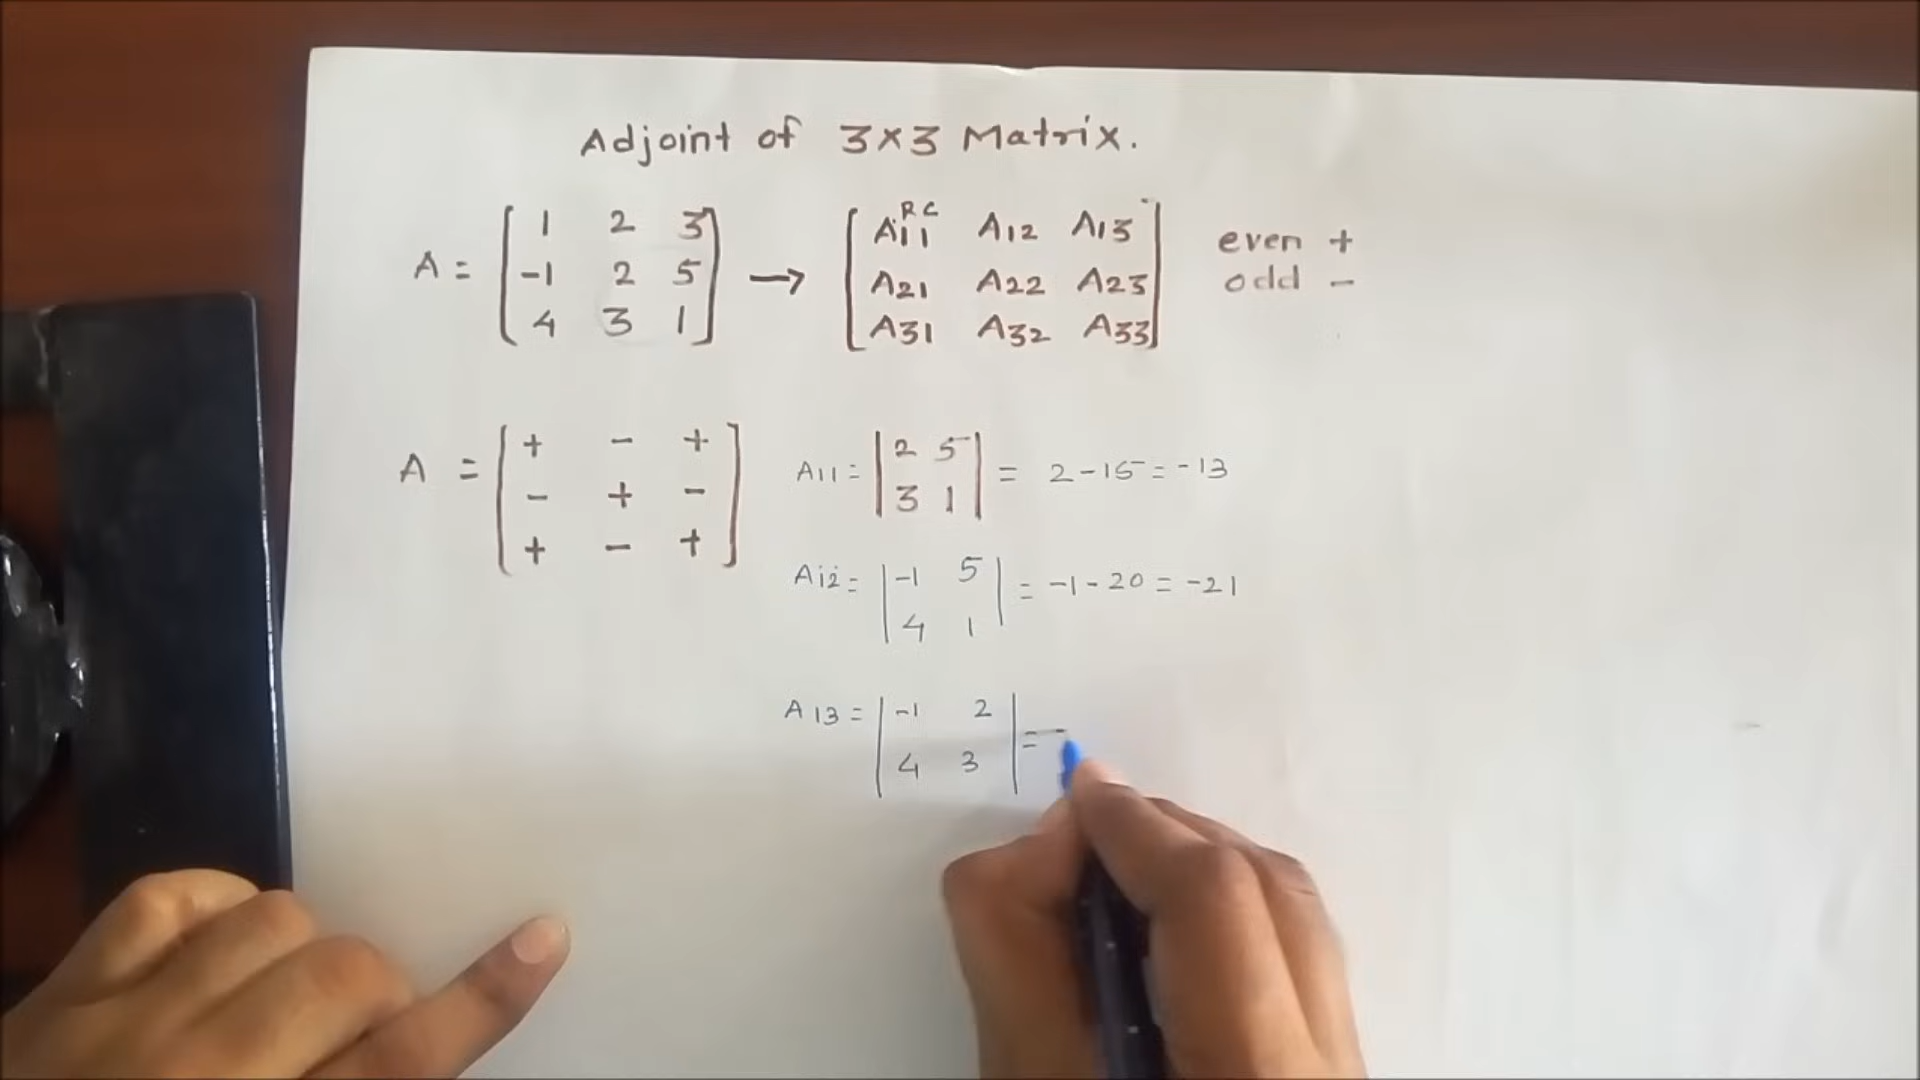 Adjoint of 3×3 Matrix.
A = [1 2 3
-1 2 5
4 3 1] → [A11 A12 A13
A21 A22 A23
A31 A32 A33]
R C
even +
odd -
A = [+ - +
- + -
+ - +]
A11 = |2 5
3 1| = 2-15 = -13
A12 = |-1 5
4 1| = -1-20 = -21
A13 = |-1 2
4 3| = -